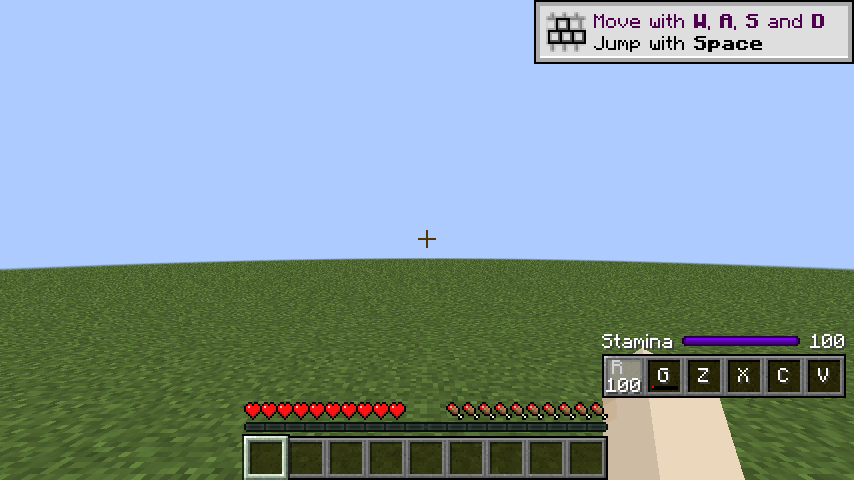 Move with W, A, S and D
Jump with Space
Stamina 100
R G Z X C V
100